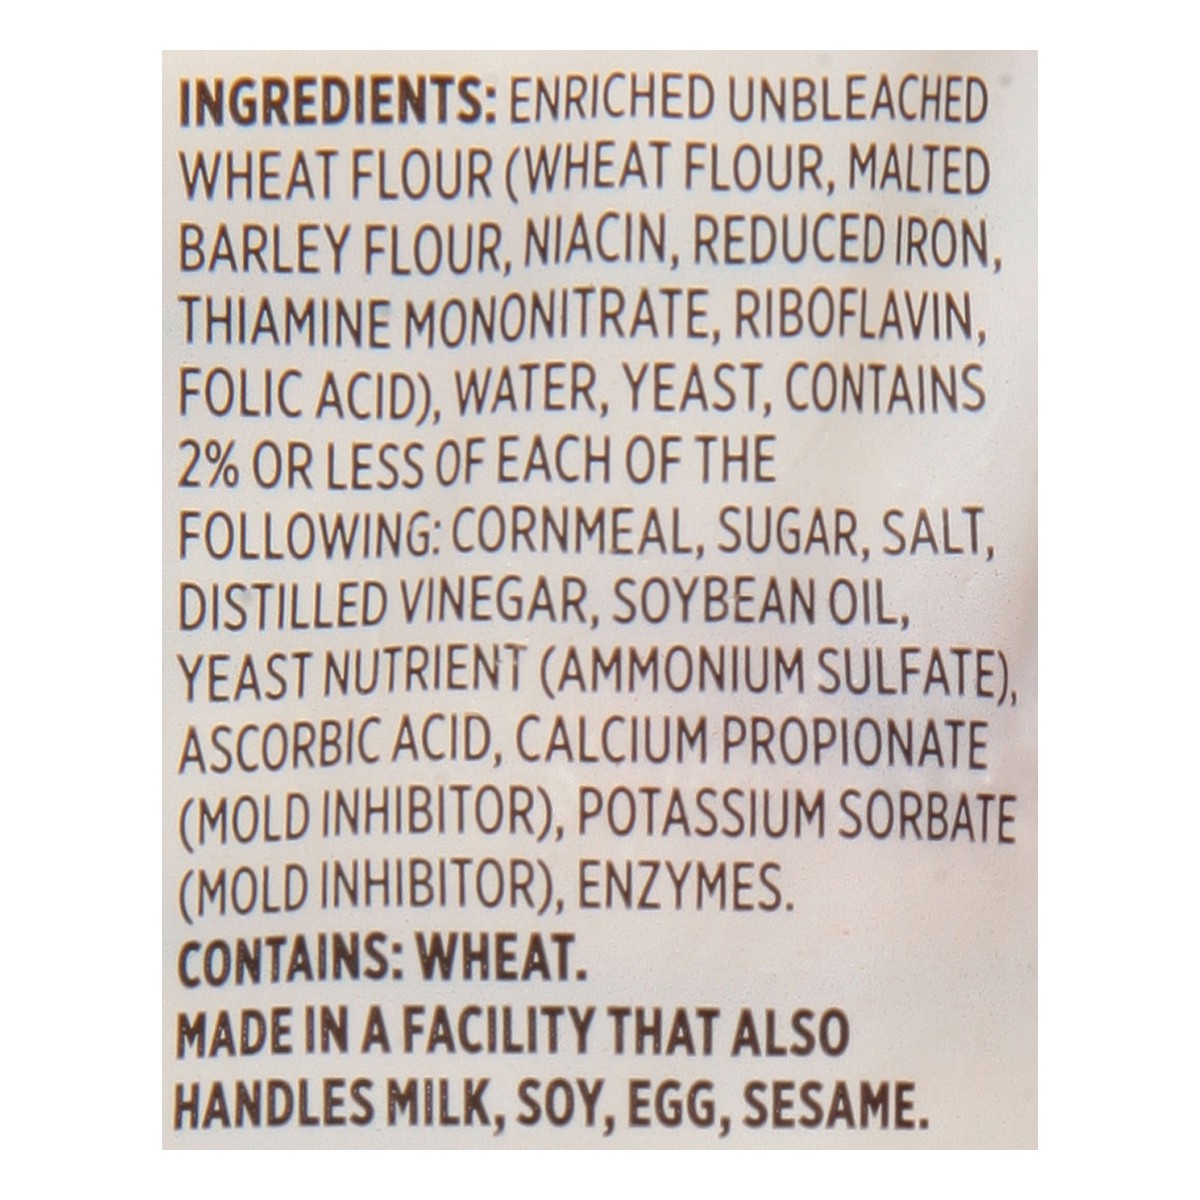 INGREDIENTS: ENRICHED UNBLEACHED
WHEAT FLOUR (WHEAT FLOUR, MALTED
BARLEY FLOUR, NIACIN, REDUCED IRON,
THIAMINE MONONITRATE, RIBOFLAVIN,
FOLIC ACID), WATER, YEAST, CONTAINS
2% OR LESS OF EACH OF THE
FOLLOWING: CORNMEAL, SUGAR, SALT,
DISTILLED VINEGAR, SOYBEAN OIL,
YEAST NUTRIENT (AMMONIUM SULFATE),
ASCORBIC ACID, CALCIUM PROPIONATE
(MOLD INHIBITOR), POTASSIUM SORBATE
(MOLD INHIBITOR), ENZYMES.
CONTAINS: WHEAT.
MADE IN A FACILITY THAT ALSO
HANDLES MILK, SOY, EGG, SESAME.